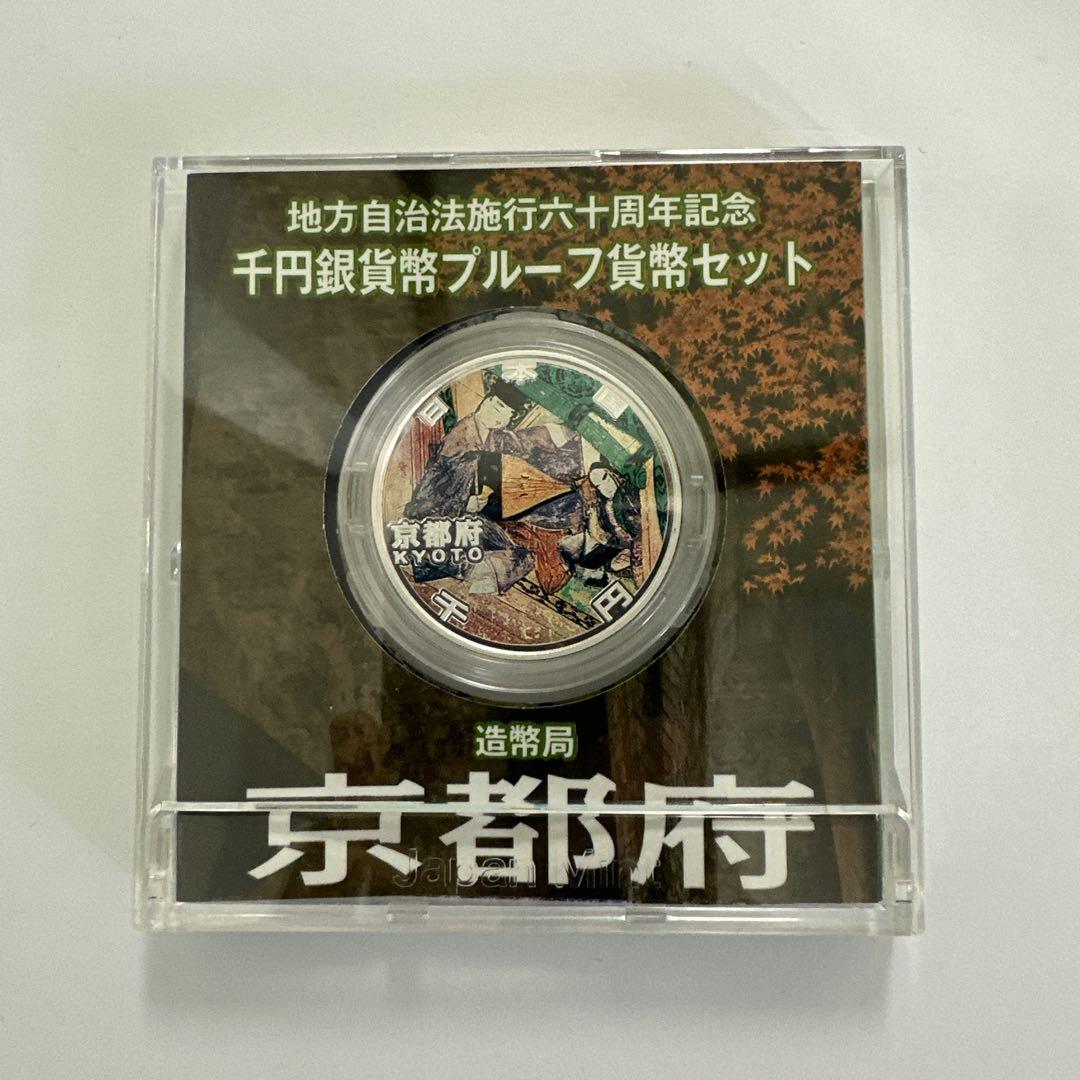 地方自治法施行六十周年記念
千円銀貨幣プルーフ貨幣セット
日本国
京都府
KYOTO
千円
造幣局
京都府
Japan Mint